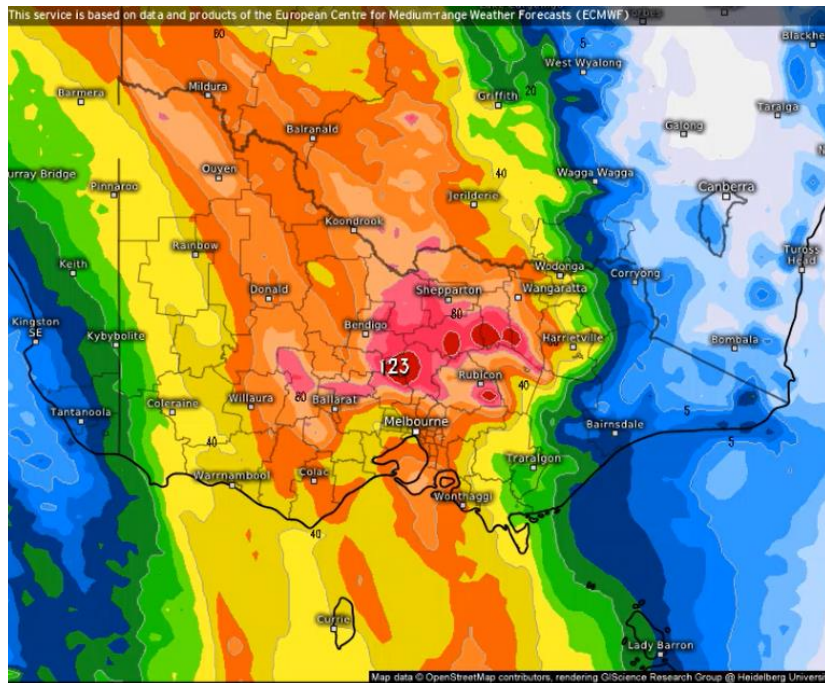 This service is based on data and products of the European Centre for Medium-range Weather Forecasts (ECMWF)
60
5
Blackhe
West Wyalong
Mildura
Barmera
20
Griffith
Taralga
Balranald
Galong
Ouyen
40
Wagga Wagga
urray Bridge
Pinnaroo
Canberra
Jerilderie
Koondrook
Tuross
Head
Rainbow
Keith
Wodonga
Corryong
Donald
Shepparton
Wangaratta
80
Kingston
SE
Bendigo
Kybybolite
Harrietville
Bombala
123
Rubicon
40
Coleraine
Willaura
80
Ballarat
Tantanoola
5
Melbourne
Bairnsdale
5
40
Traralgon
Warrnambool
Colac
Wonthaggi
40
Currie
Lady Barron
Map data © OpenStreetMap contributors, rendering GIScience Research Group @ Heidelberg Universi